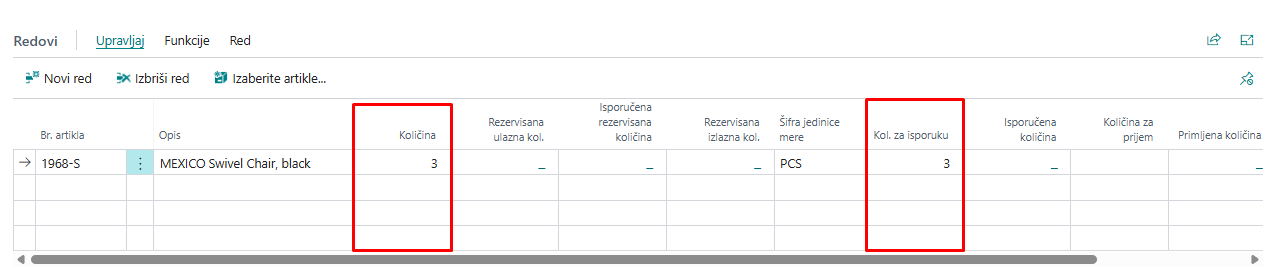 Redovi
Upravljaj Funkcije Red
Novi red Izbriši red Izaberite artikle...
Br. artikla
Opis
Količina
Rezervisana
ulazna kol.
Isporučena
rezervisana
količina
Rezervisana
izlazna kol.
Šifra jedinice
mere
Kol. za isporuku
Isporučena
količina
Količina za
prijem
Primljena količina
1968-S MEXICO Swivel Chair, black 3 _ _ _ PCS 3 _ _